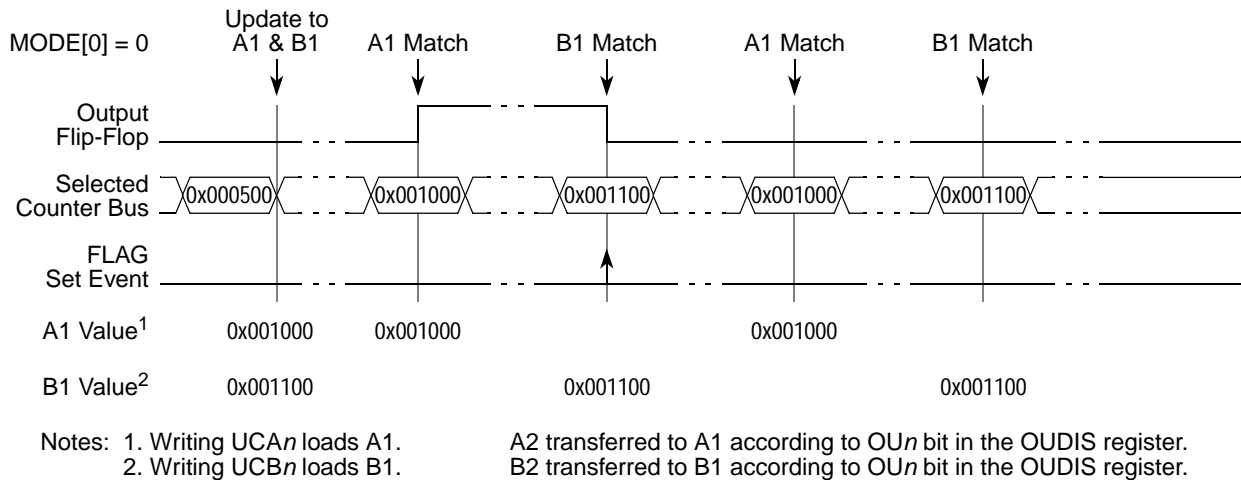 Update to
MODE[0] = 0 A1 & B1 A1 Match B1 Match A1 Match B1 Match
Output
Flip-Flop
Selected
Counter Bus
0x000500 0x001000 0x001100 0x001000 0x001100
FLAG
Set Event
A1 Value1 0x001000 0x001000 0x001000
B1 Value2 0x001100 0x001100 0x001100
Notes: 1. Writing UCAn loads A1. A2 transferred to A1 according to OUn bit in the OUDIS register.
2. Writing UCBn loads B1. B2 transferred to B1 according to OUn bit in the OUDIS register.